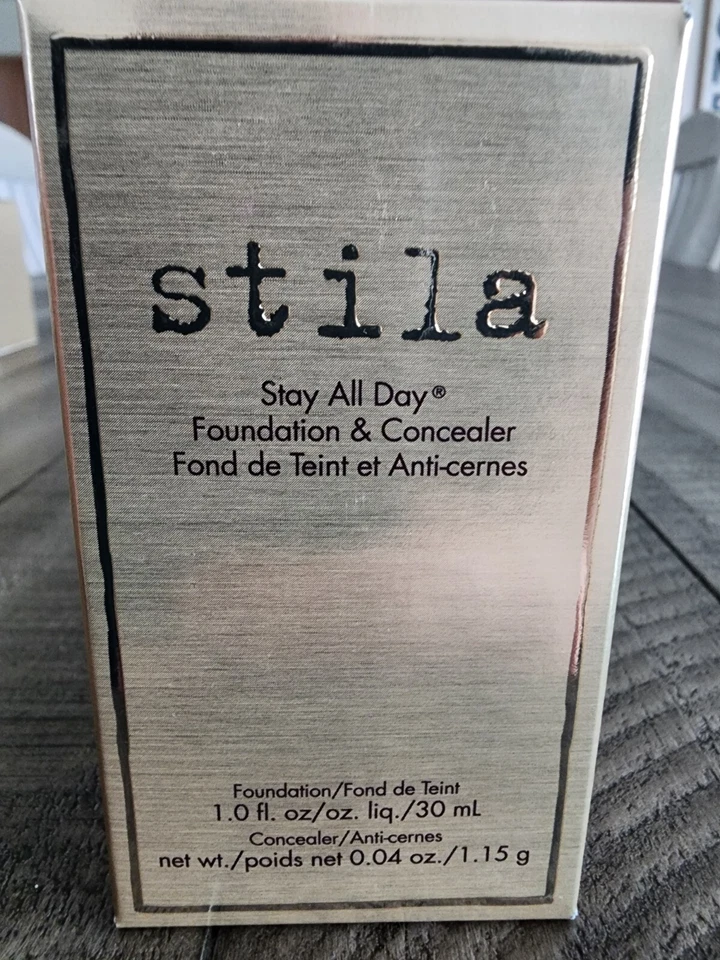 stila
Stay All Day®
Foundation & Concealer
Fond de Teint et Anti-cernes
Foundation/Fond de Teint
1.0 fl. oz/oz. liq./30 mL
Concealer/Anti-cernes
net wt./poids net 0.04 oz./1.15 g